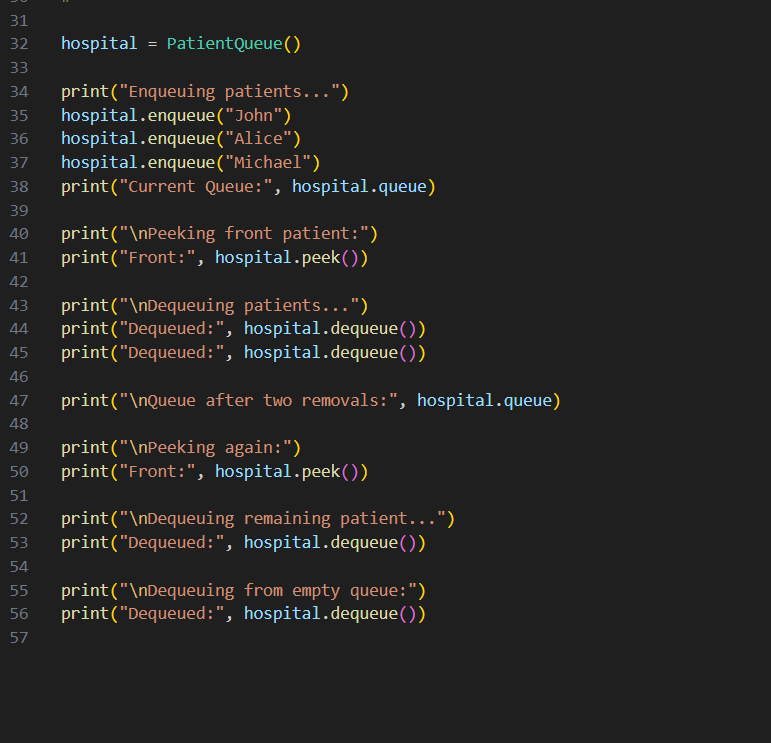 31
32 hospital = PatientQueue()
33
34 print("Enqueuing patients...")
35 hospital.enqueue("John")
36 hospital.enqueue("Alice")
37 hospital.enqueue("Michael")
38 print("Current Queue:", hospital.queue)
39
40 print("\nPeeking front patient:")
41 print("Front:", hospital.peek())
42
43 print("\nDequeuing patients...")
44 print("Dequeued:", hospital.dequeue())
45 print("Dequeued:", hospital.dequeue())
46
47 print("\nQueue after two removals:", hospital.queue)
48
49 print("\nPeeking again:")
50 print("Front:", hospital.peek())
51
52 print("\nDequeuing remaining patient...")
53 print("Dequeued:", hospital.dequeue())
54
55 print("\nDequeuing from empty queue:")
56 print("Dequeued:", hospital.dequeue())
57